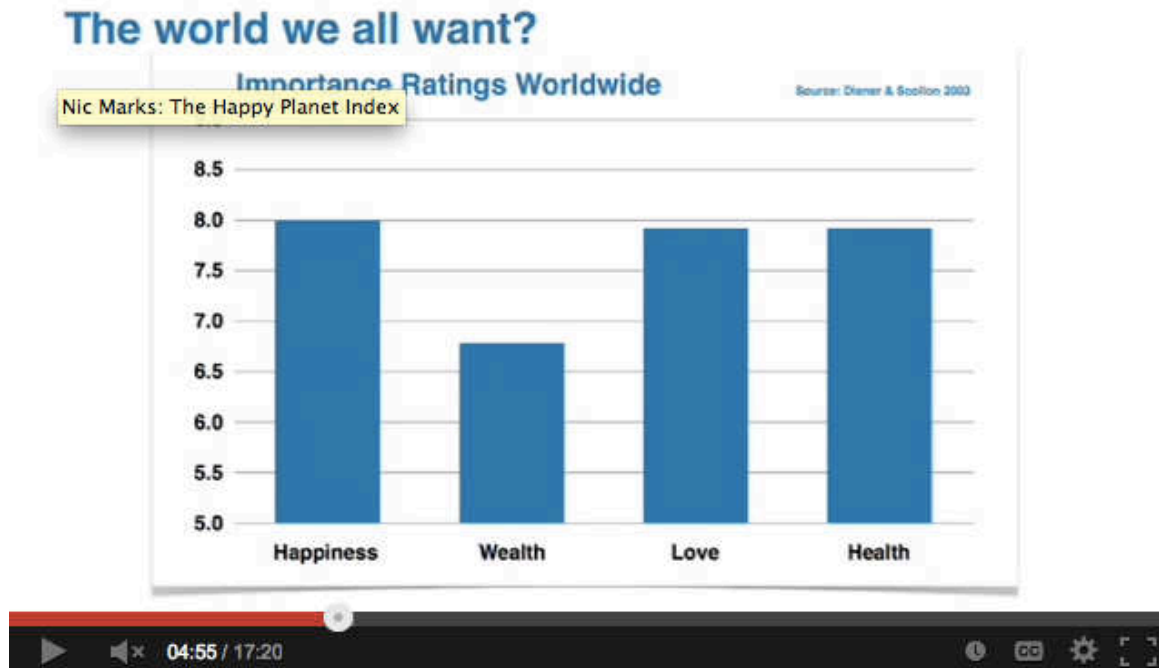 The world we all want?
Importance Ratings Worldwide
Source: Diener & Scollon 2003
Nic Marks: The Happy Planet Index
8.5
8.0
7.5
7.0
6.5
6.0
5.5
5.0
Happiness Wealth Love Health
04:55 / 17:20
CC